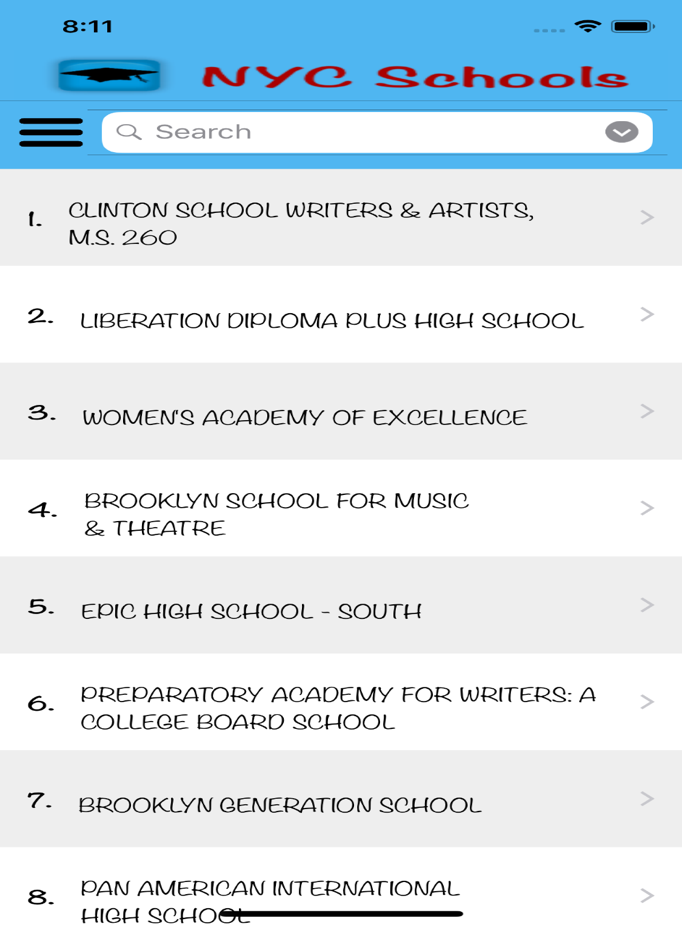 8:11
NYC Schools
Search
1. CLINTON SCHOOL WRITERS & ARTISTS,
M.S. 260
2. LIBERATION DIPLOMA PLUS HIGH SCHOOL
3. WOMEN'S ACADEMY OF EXCELLENCE
4. BROOKLYN SCHOOL FOR MUSIC
& THEATRE
5. EPIC HIGH SCHOOL - SOUTH
6. PREPARATORY ACADEMY FOR WRITERS: A
COLLEGE BOARD SCHOOL
7. BROOKLYN GENERATION SCHOOL
8. PAN AMERICAN INTERNATIONAL
HIGH SCHOOL